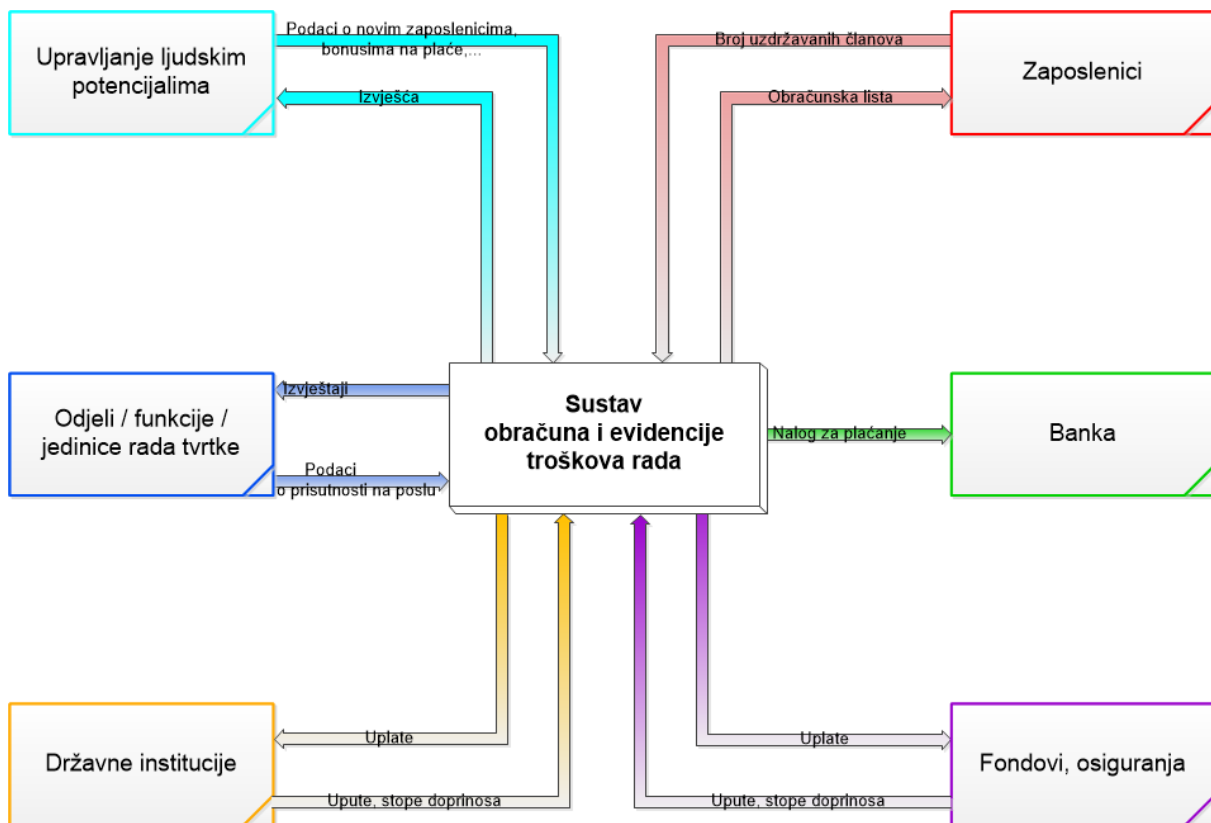 Podaci o novim zaposlenicima,
bonusima na plaće,...
Upravljanje ljudskim
potencijalima
Izvješća
Broj uzdržavanih članova
Zaposlenici
Obračunska lista
Odjeli / funkcije /
jedinice rada tvrtke
Izvještaji
Podaci
o prisutnosti na poslu
Sustav
obračuna i evidencije
troškova rada
Nalog za plaćanje
Banka
Državne institucije
Uplate
Upute, stope doprinosa
Uplate
Upute, stope doprinosa
Fondovi, osiguranja